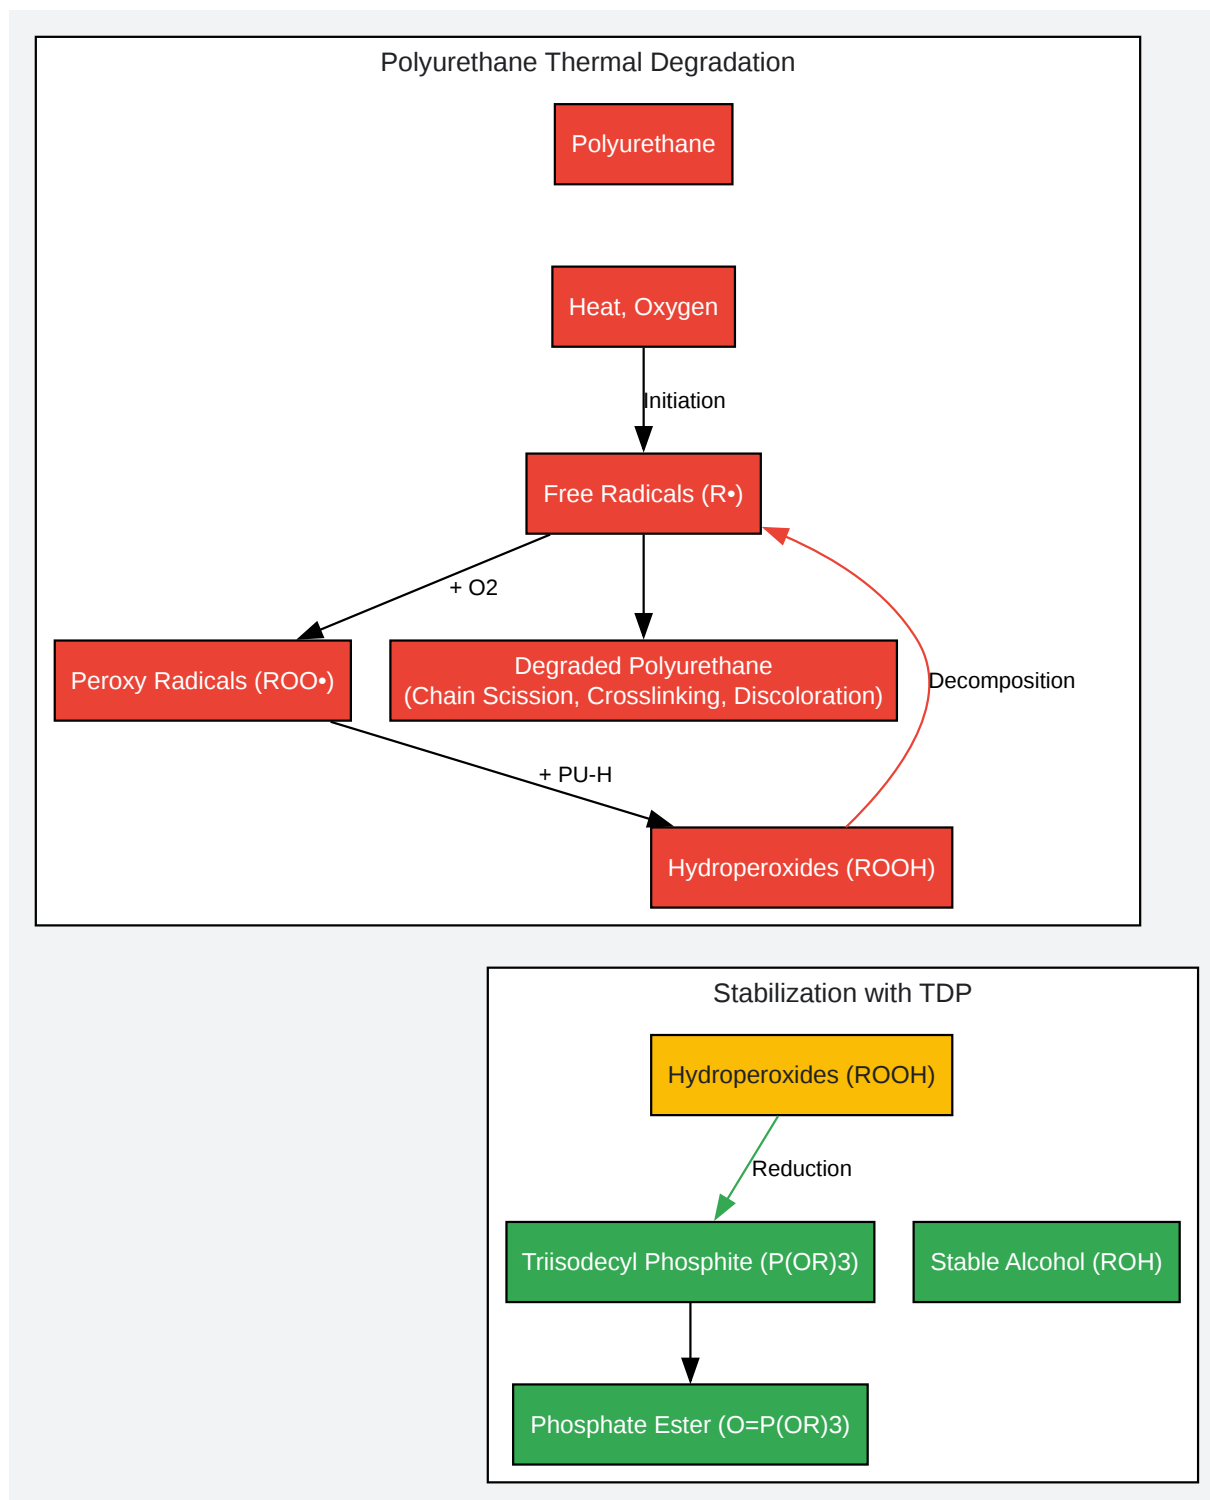 Polyurethane Thermal Degradation
Polyurethane
Heat, Oxygen
Initiation
Free Radicals (R•)
+ O2
Peroxy Radicals (ROO•)
Degraded Polyurethane
(Chain Scission, Crosslinking, Discoloration)
Decomposition
+ PU-H
Hydroperoxides (ROOH)
Stabilization with TDP
Hydroperoxides (ROOH)
Reduction
Triisodecyl Phosphite (P(OR)3)
Stable Alcohol (ROH)
Phosphate Ester (O=P(OR)3)